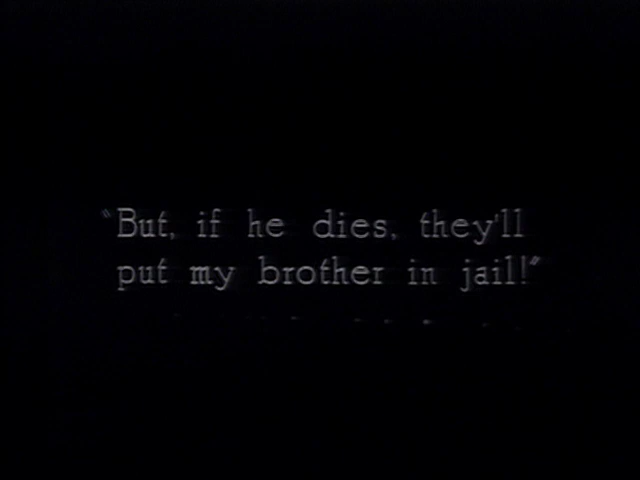 "But, if he dies, they'll
put my brother in jail!"